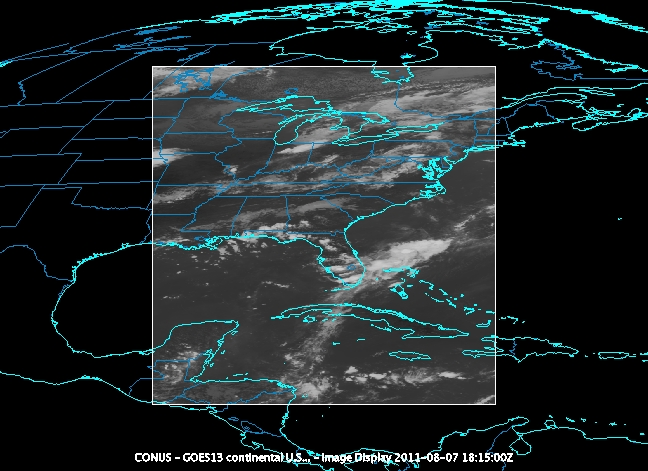 CONUS - GOES13 continental U.S... - Image Display 2011-08-07 18:15:00Z